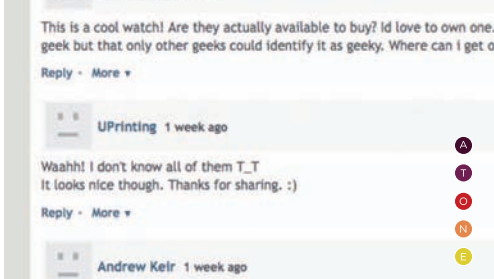 This is a cool watch! Are they actually available to buy? Id love to own one.
geek but that only other geeks could identify it as geeky. Where can i get o
Reply · More ▾
UPrinting 1 week ago
Waahh! I don't know all of them T_T
It looks nice though. Thanks for sharing. :)
Reply · More ▾
Andrew Keir 1 week ago
A
T
O
N
E